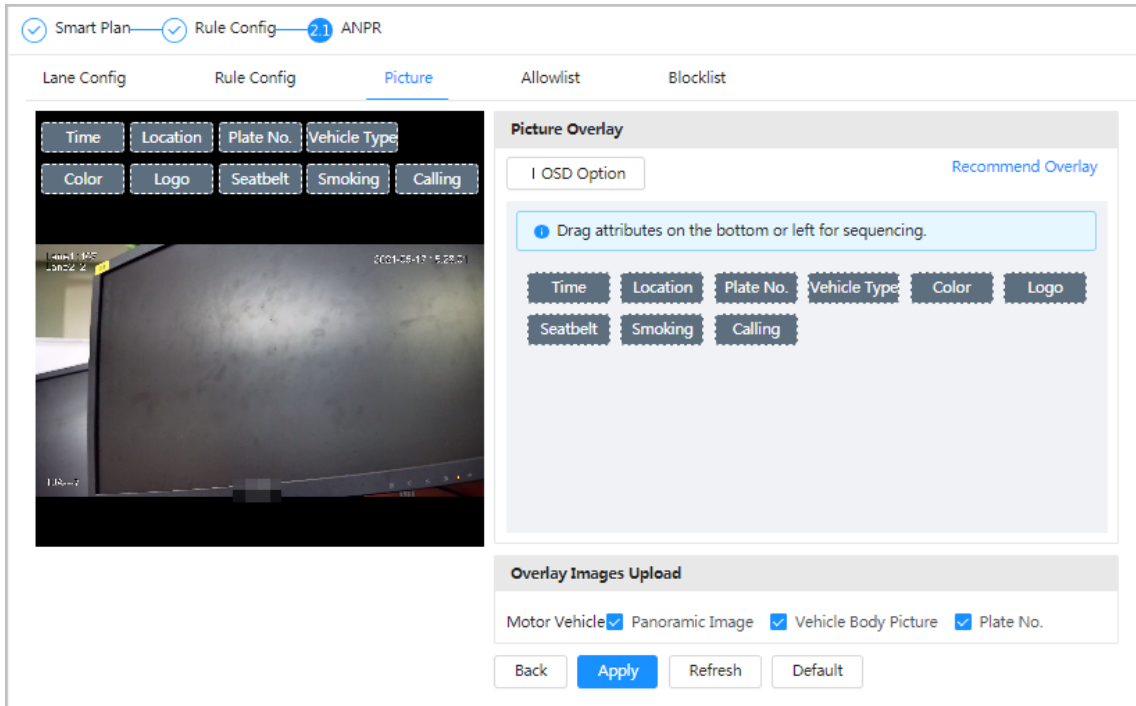 Smart Plan Rule Config 2.1 ANPR
Lane Config Rule Config Picture Allowlist Blocklist
Time Location Plate No. Vehicle Type
Color Logo Seatbelt Smoking Calling
Picture Overlay
I OSD Option Recommend Overlay
Drag attributes on the bottom or left for sequencing.
Time Location Plate No. Vehicle Type Color Logo
Seatbelt Smoking Calling
Overlay Images Upload
Motor Vehicle Panoramic Image Vehicle Body Picture Plate No.
Back Apply Refresh Default